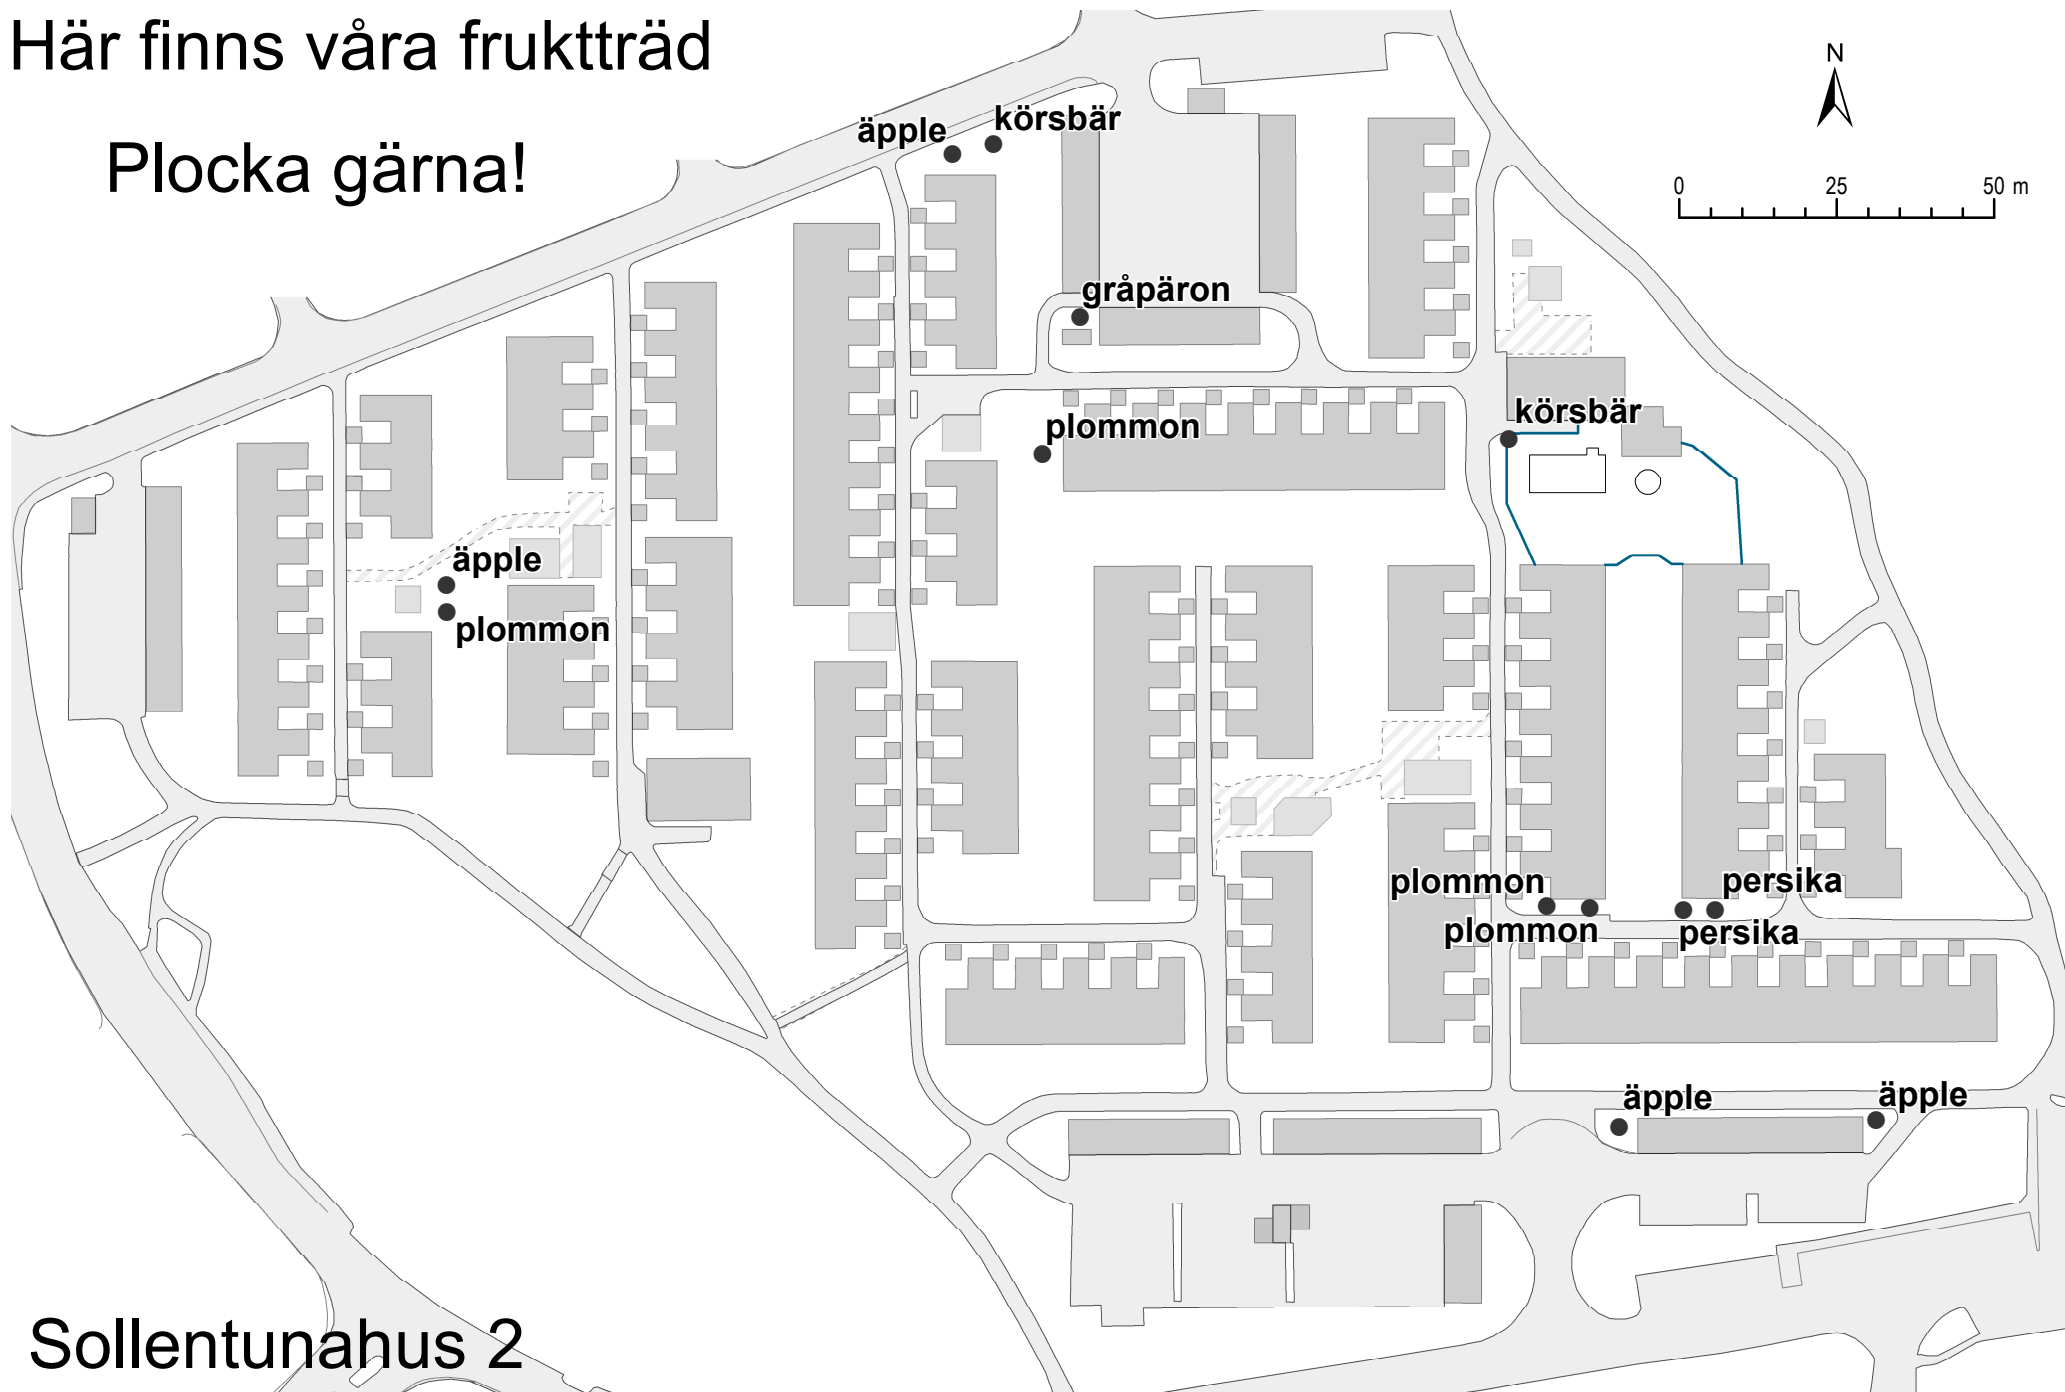 Här finns våra fruktträd
Plocka gärna!
N
0 25 50 m
äpple
körsbär
gråpäron
plommon
körsbär
äpple
plommon
plommon
persika
plommon
persika
äpple
äpple
Sollentunahus 2